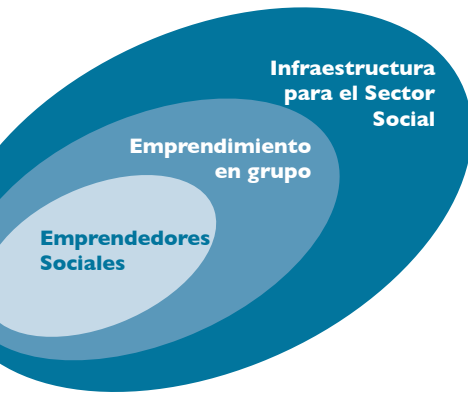 Infraestructura
para el Sector
Social
Emprendimiento
en grupo
Emprendedores
Sociales